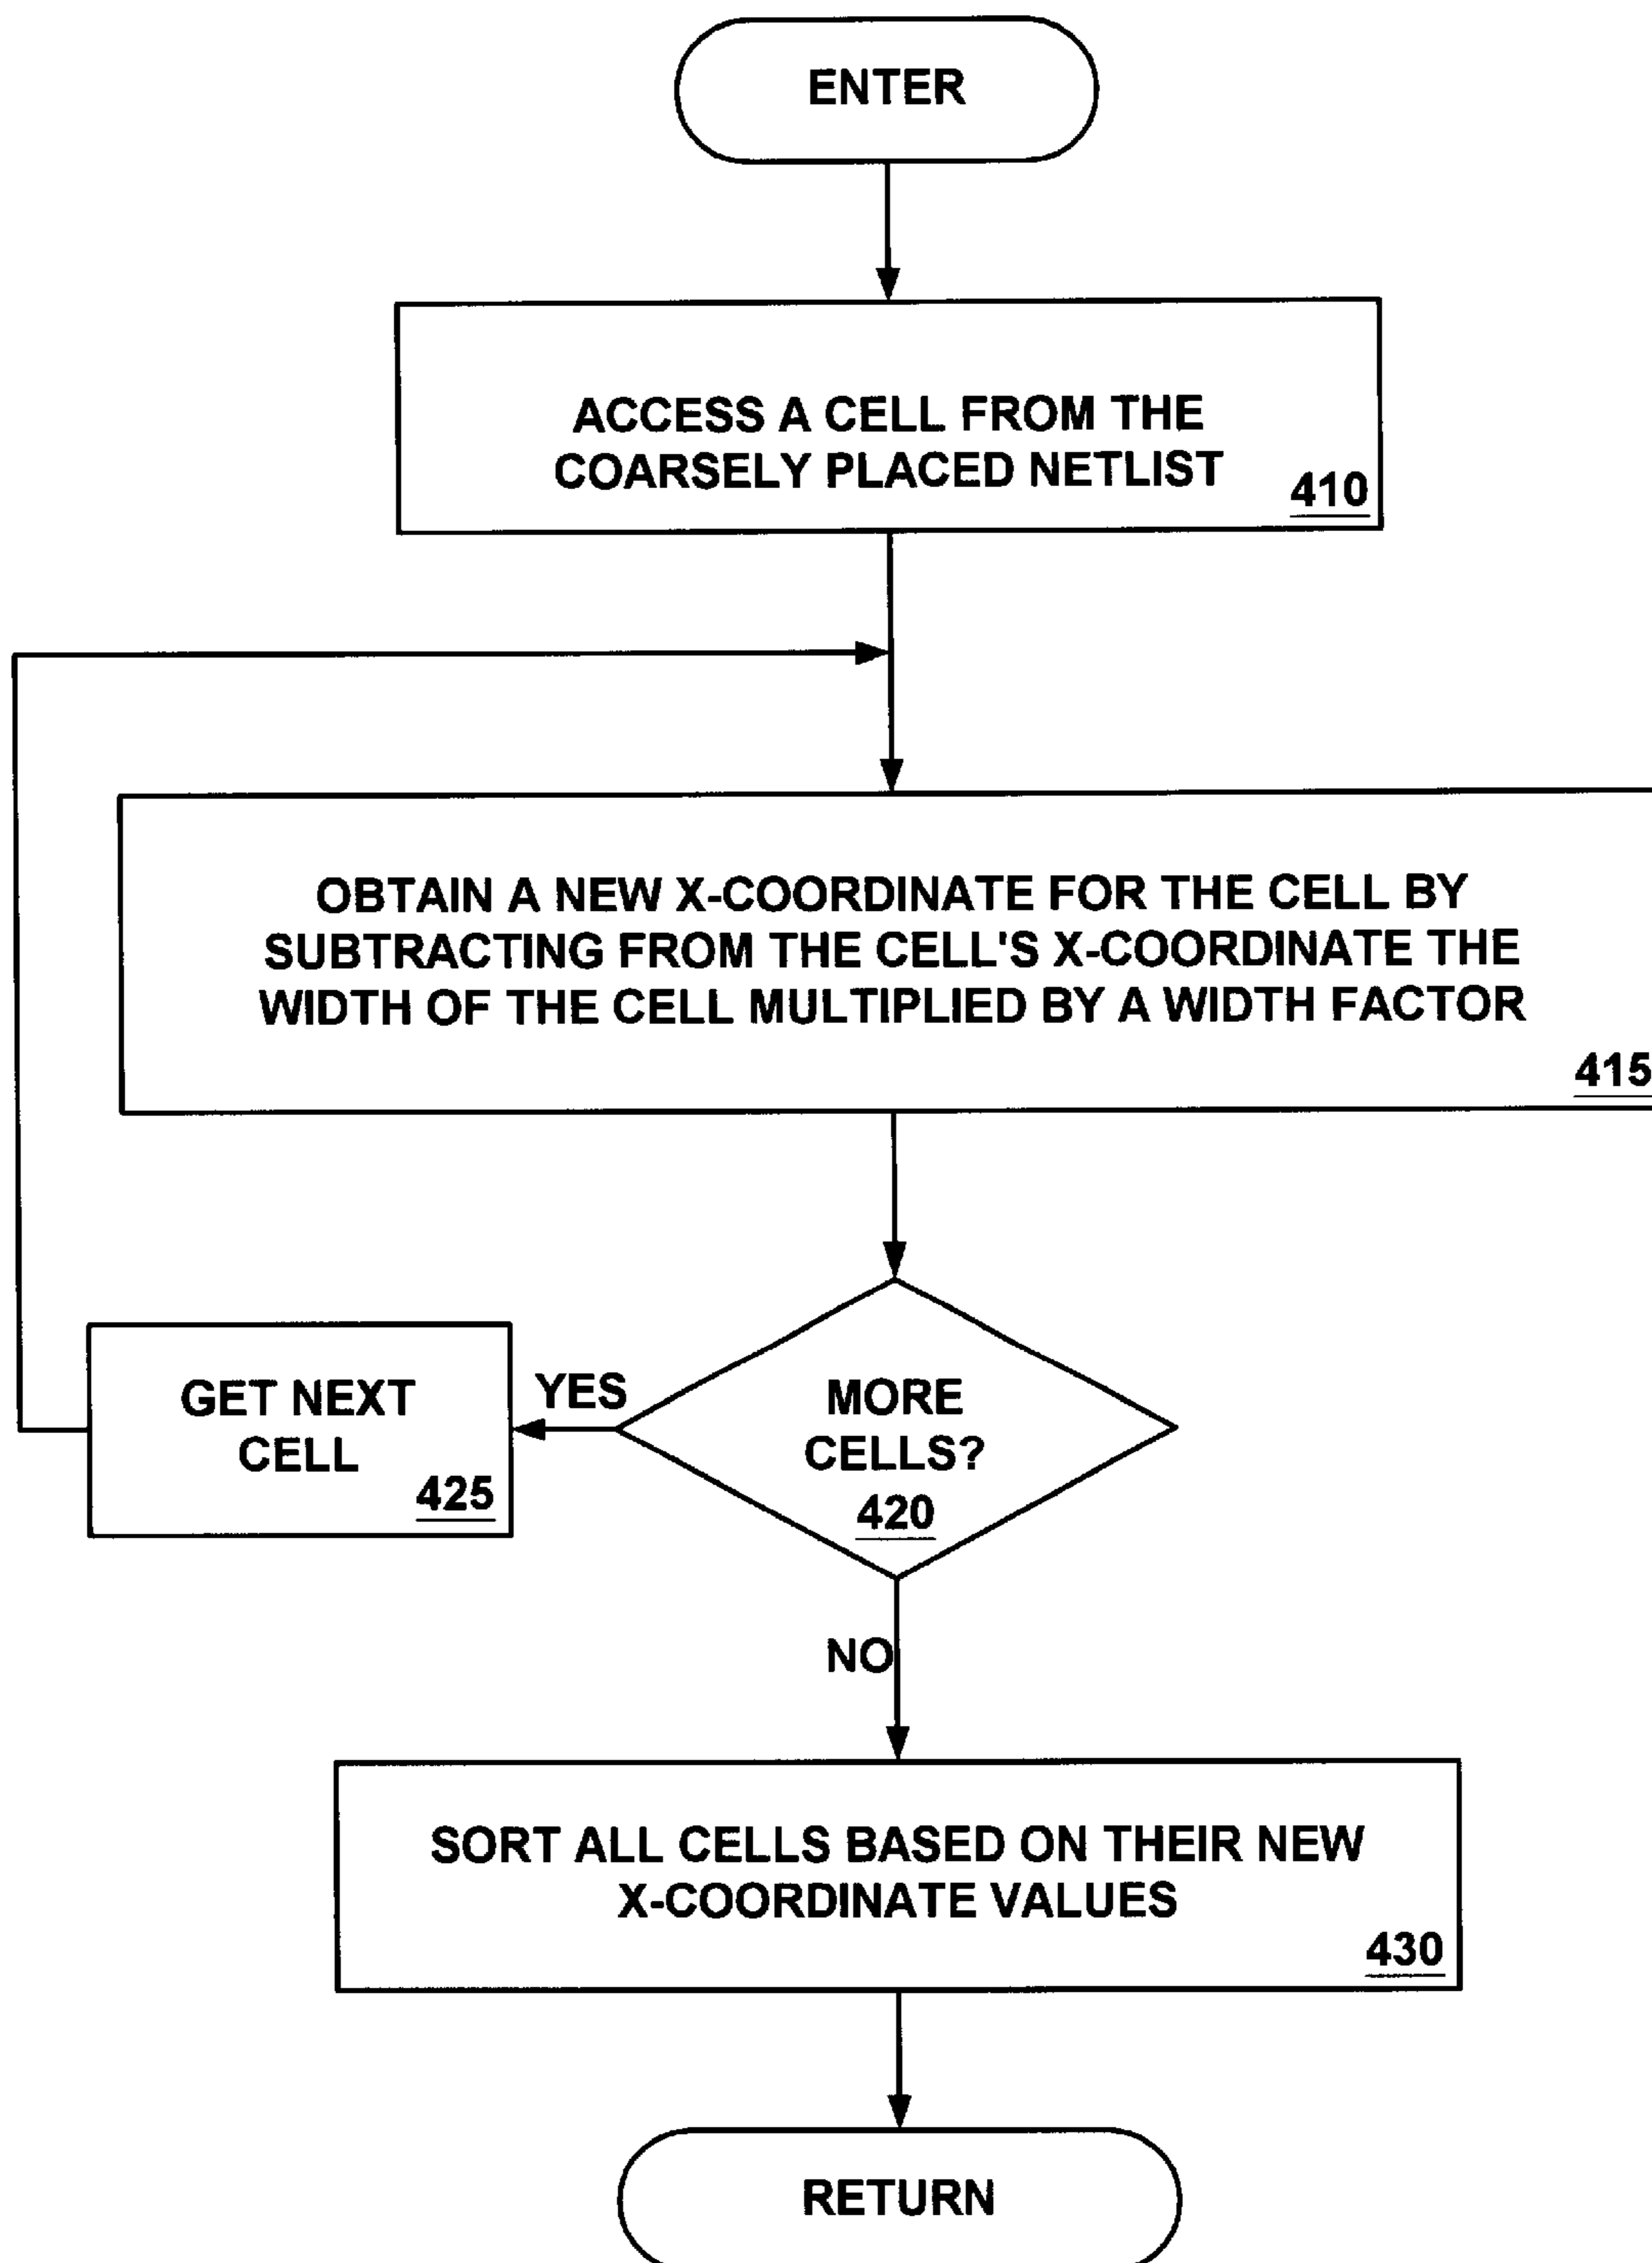 ENTER
ACCESS A CELL FROM THE
COARSELY PLACED NETLIST
410
OBTAIN A NEW X-COORDINATE FOR THE CELL BY
SUBTRACTING FROM THE CELL'S X-COORDINATE THE
WIDTH OF THE CELL MULTIPLIED BY A WIDTH FACTOR
415
GET NEXT
CELL
425
YES
MORE
CELLS?
420
NO
SORT ALL CELLS BASED ON THEIR NEW
X-COORDINATE VALUES
430
RETURN